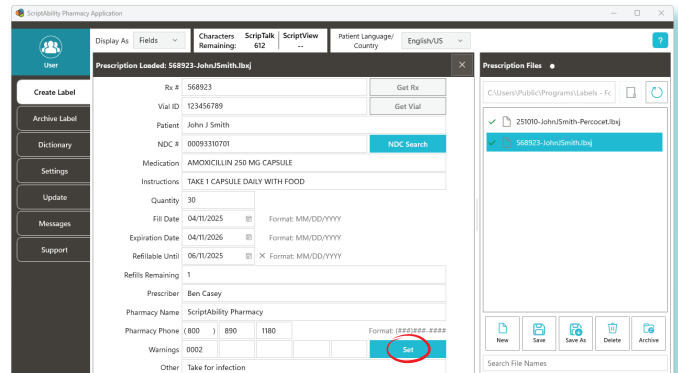 ScriptAbility Pharmacy Application
User
Create Label
Archive Label
Dictionary
Settings
Update
Messages
Support
Display As Fields
Characters Remaining: ScripTalk 612 ScriptView --
Patient Language/ Country English/US
?
Prescription Loaded: 568923-JohnJSmith.lbxj
Rx # 568923 Get Rx
Vial ID 123456789 Get Vial
Patient John J Smith
NDC # 00093310701 NDC Search
Medication AMOXICILLIN 250 MG CAPSULE
Instructions TAKE 1 CAPSULE DAILY WITH FOOD
Quantity 30
Fill Date 04/11/2025 Format: MM/DD/YYYY
Expiration Date 04/11/2026 Format: MM/DD/YYYY
Refillable Until 06/11/2025 Format: MM/DD/YYYY
Refills Remaining 1
Prescriber Ben Casey
Pharmacy Name ScriptAbility Pharmacy
Pharmacy Phone (800 ) 890 1180 Format: (###)###-####
Warnings 0002 Set
Other Take for infection
Prescription Files
C:\Users\Public\Programs\Labels - Fc
251010-JohnJSmith-Percocet.lbxj
568923-JohnJSmith.lbxj
New Save Save As Delete Archive
Search File Names